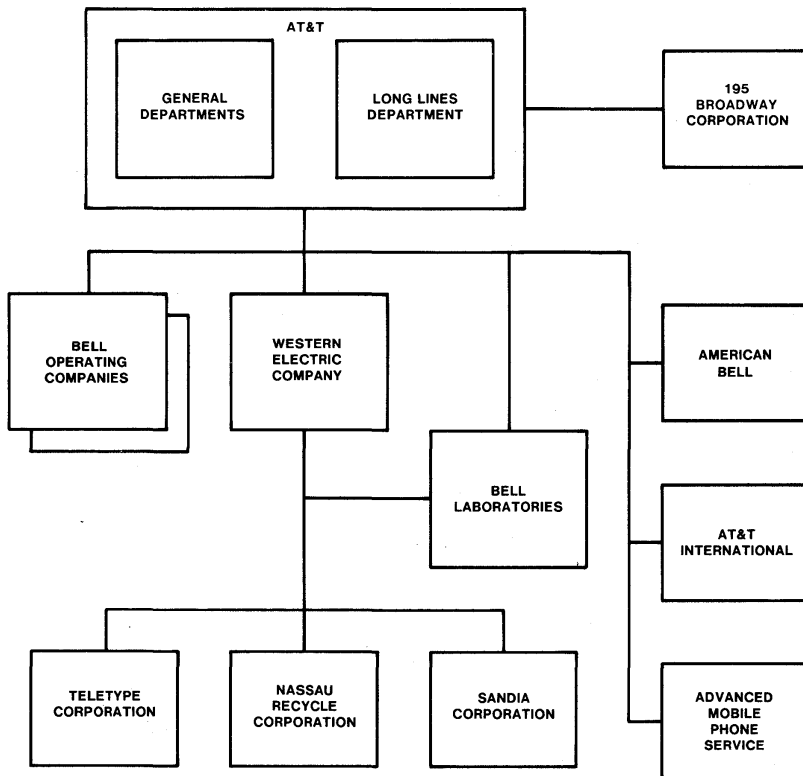 AT&T
GENERAL
DEPARTMENTS
LONG LINES
DEPARTMENT
195
BROADWAY
CORPORATION
BELL
OPERATING
COMPANIES
WESTERN
ELECTRIC
COMPANY
AMERICAN
BELL
BELL
LABORATORIES
AT&T
INTERNATIONAL
TELETYPE
CORPORATION
NASSAU
RECYCLE
CORPORATION
SANDIA
CORPORATION
ADVANCED
MOBILE
PHONE
SERVICE